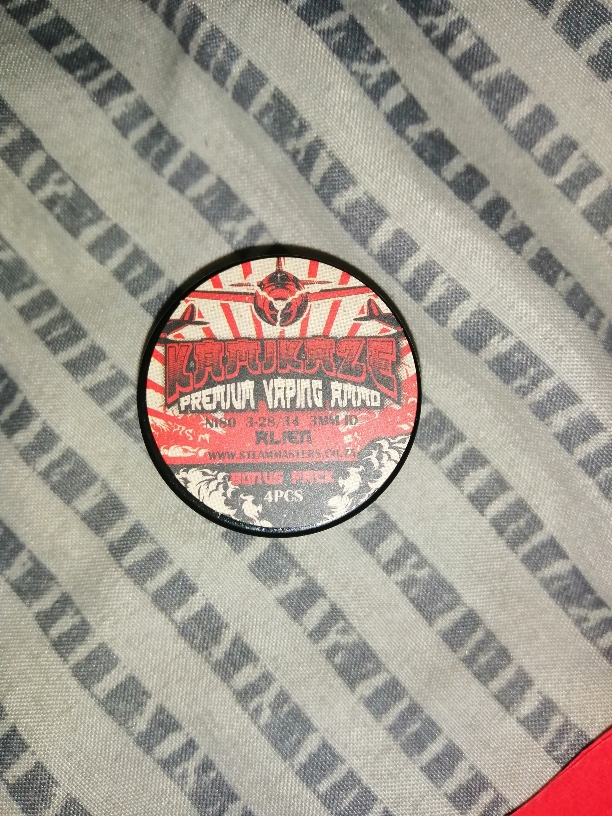 KAMIKAZE
PREMIUM VAPING AMMO
NI80 3-28/34 3MM ID
ALIEN
WWW.STEAMMASTERS.CO.ZA
BONUS PACK
4PCS